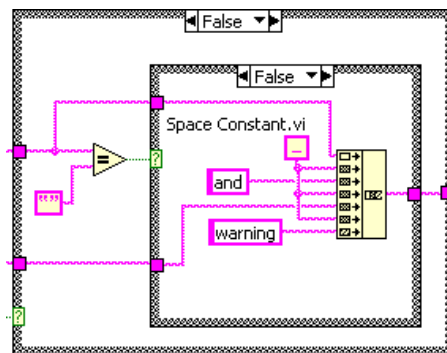 False
False
Space Constant.vi
=
?
and
""
warning
?